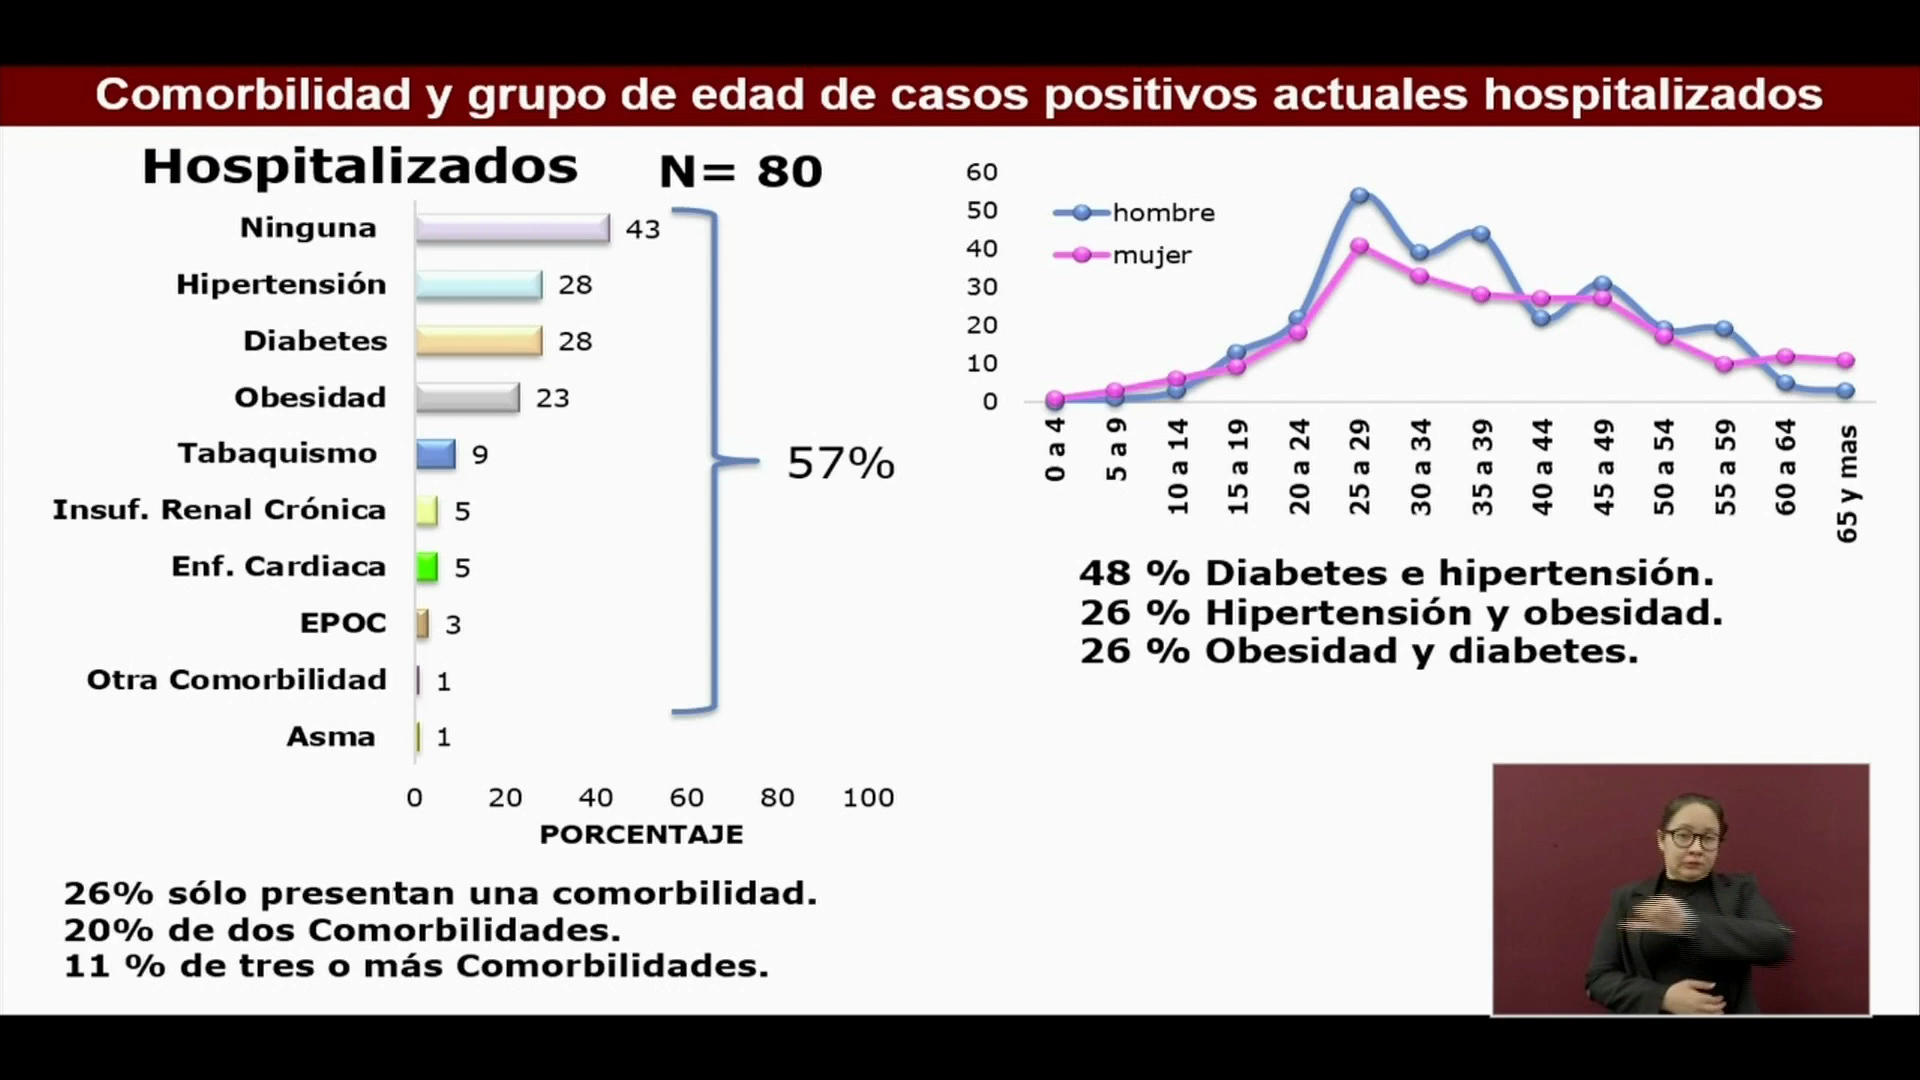 Comorbilidad y grupo de edad de casos positivos actuales hospitalizados
Hospitalizados N= 80
Ninguna 43
Hipertensión 28
Diabetes 28
Obesidad 23
Tabaquismo 9
Insuf. Renal Crónica 5
Enf. Cardiaca 5
EPOC 3
Otra Comorbilidad 1
Asma 1
57%
0 20 40 60 80 100
PORCENTAJE
26% sólo presentan una comorbilidad.
20% de dos Comorbilidades.
11 % de tres o más Comorbilidades.
60
50
40
30
20
10
0
hombre
mujer
0 a 4
5 a 9
10 a 14
15 a 19
20 a 24
25 a 29
30 a 34
35 a 39
40 a 44
45 a 49
50 a 54
55 a 59
60 a 64
65 y mas
48 % Diabetes e hipertensión.
26 % Hipertensión y obesidad.
26 % Obesidad y diabetes.